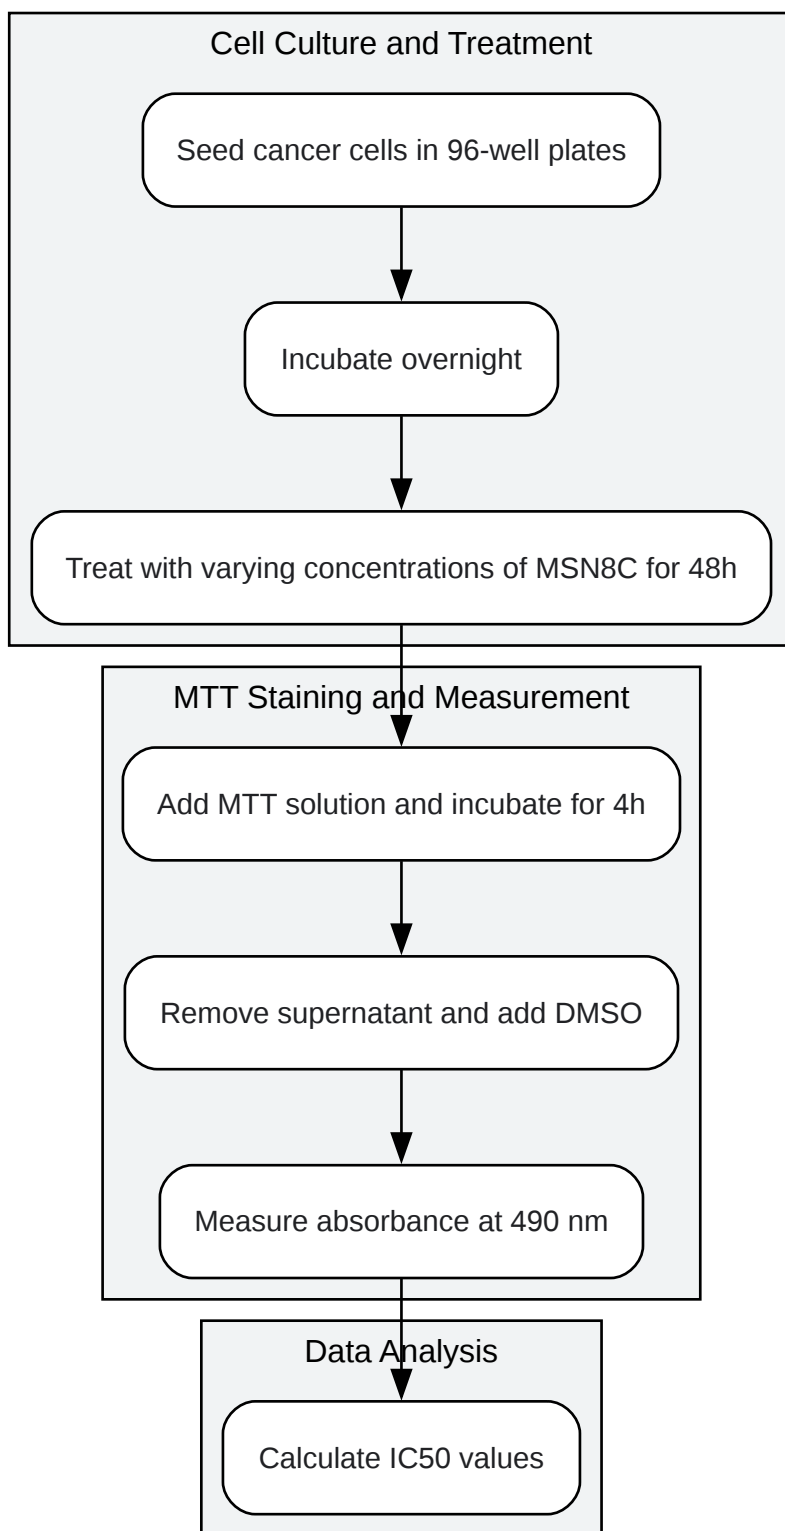 Cell Culture and Treatment
Seed cancer cells in 96-well plates
Incubate overnight
Treat with varying concentrations of MSN8C for 48h
MTT Staining and Measurement
Add MTT solution and incubate for 4h
Remove supernatant and add DMSO
Measure absorbance at 490 nm
Data Analysis
Calculate IC50 values